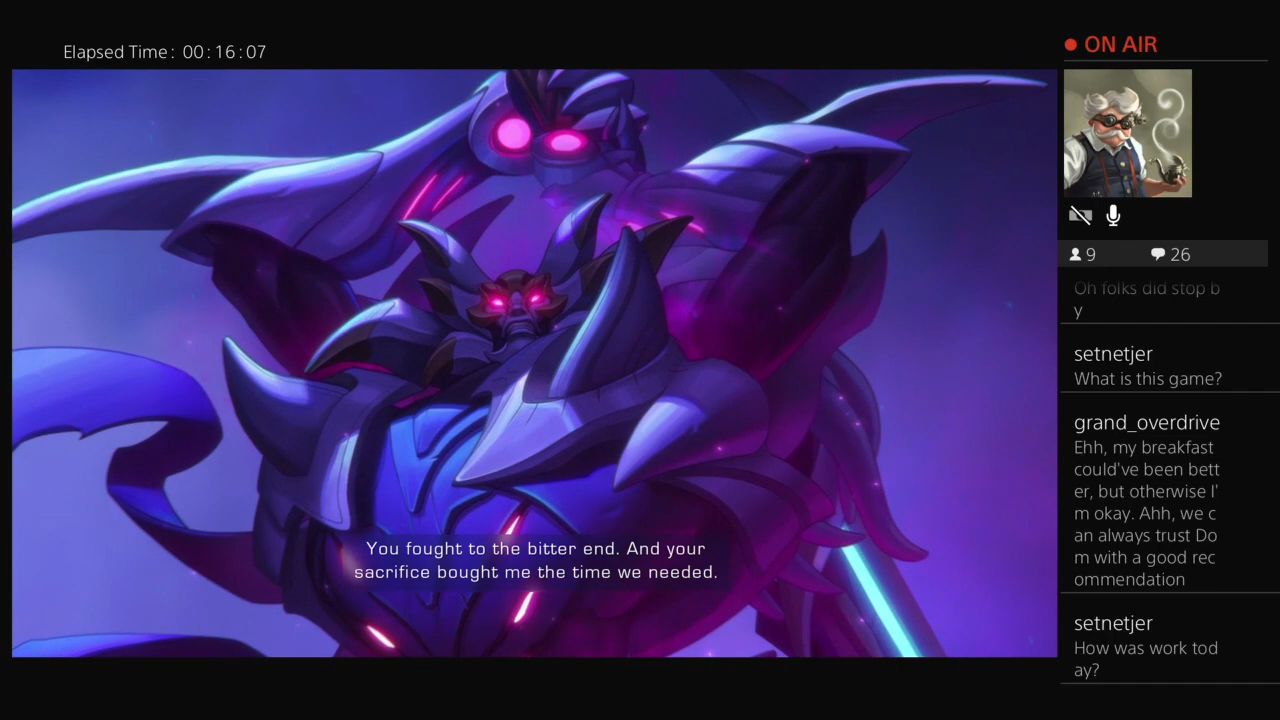 Elapsed Time: 00:16:07
ON AIR
9
26
Oh folks did stop b
y
setnetjer
What is this game?
grand_overdrive
Ehh, my breakfast
could've been bett
er, but otherwise I'
m okay. Ahh, we c
an always trust Do
m with a good rec
ommendation
setnetjer
How was work tod
ay?
You fought to the bitter end. And your
sacrifice bought me the time we needed.